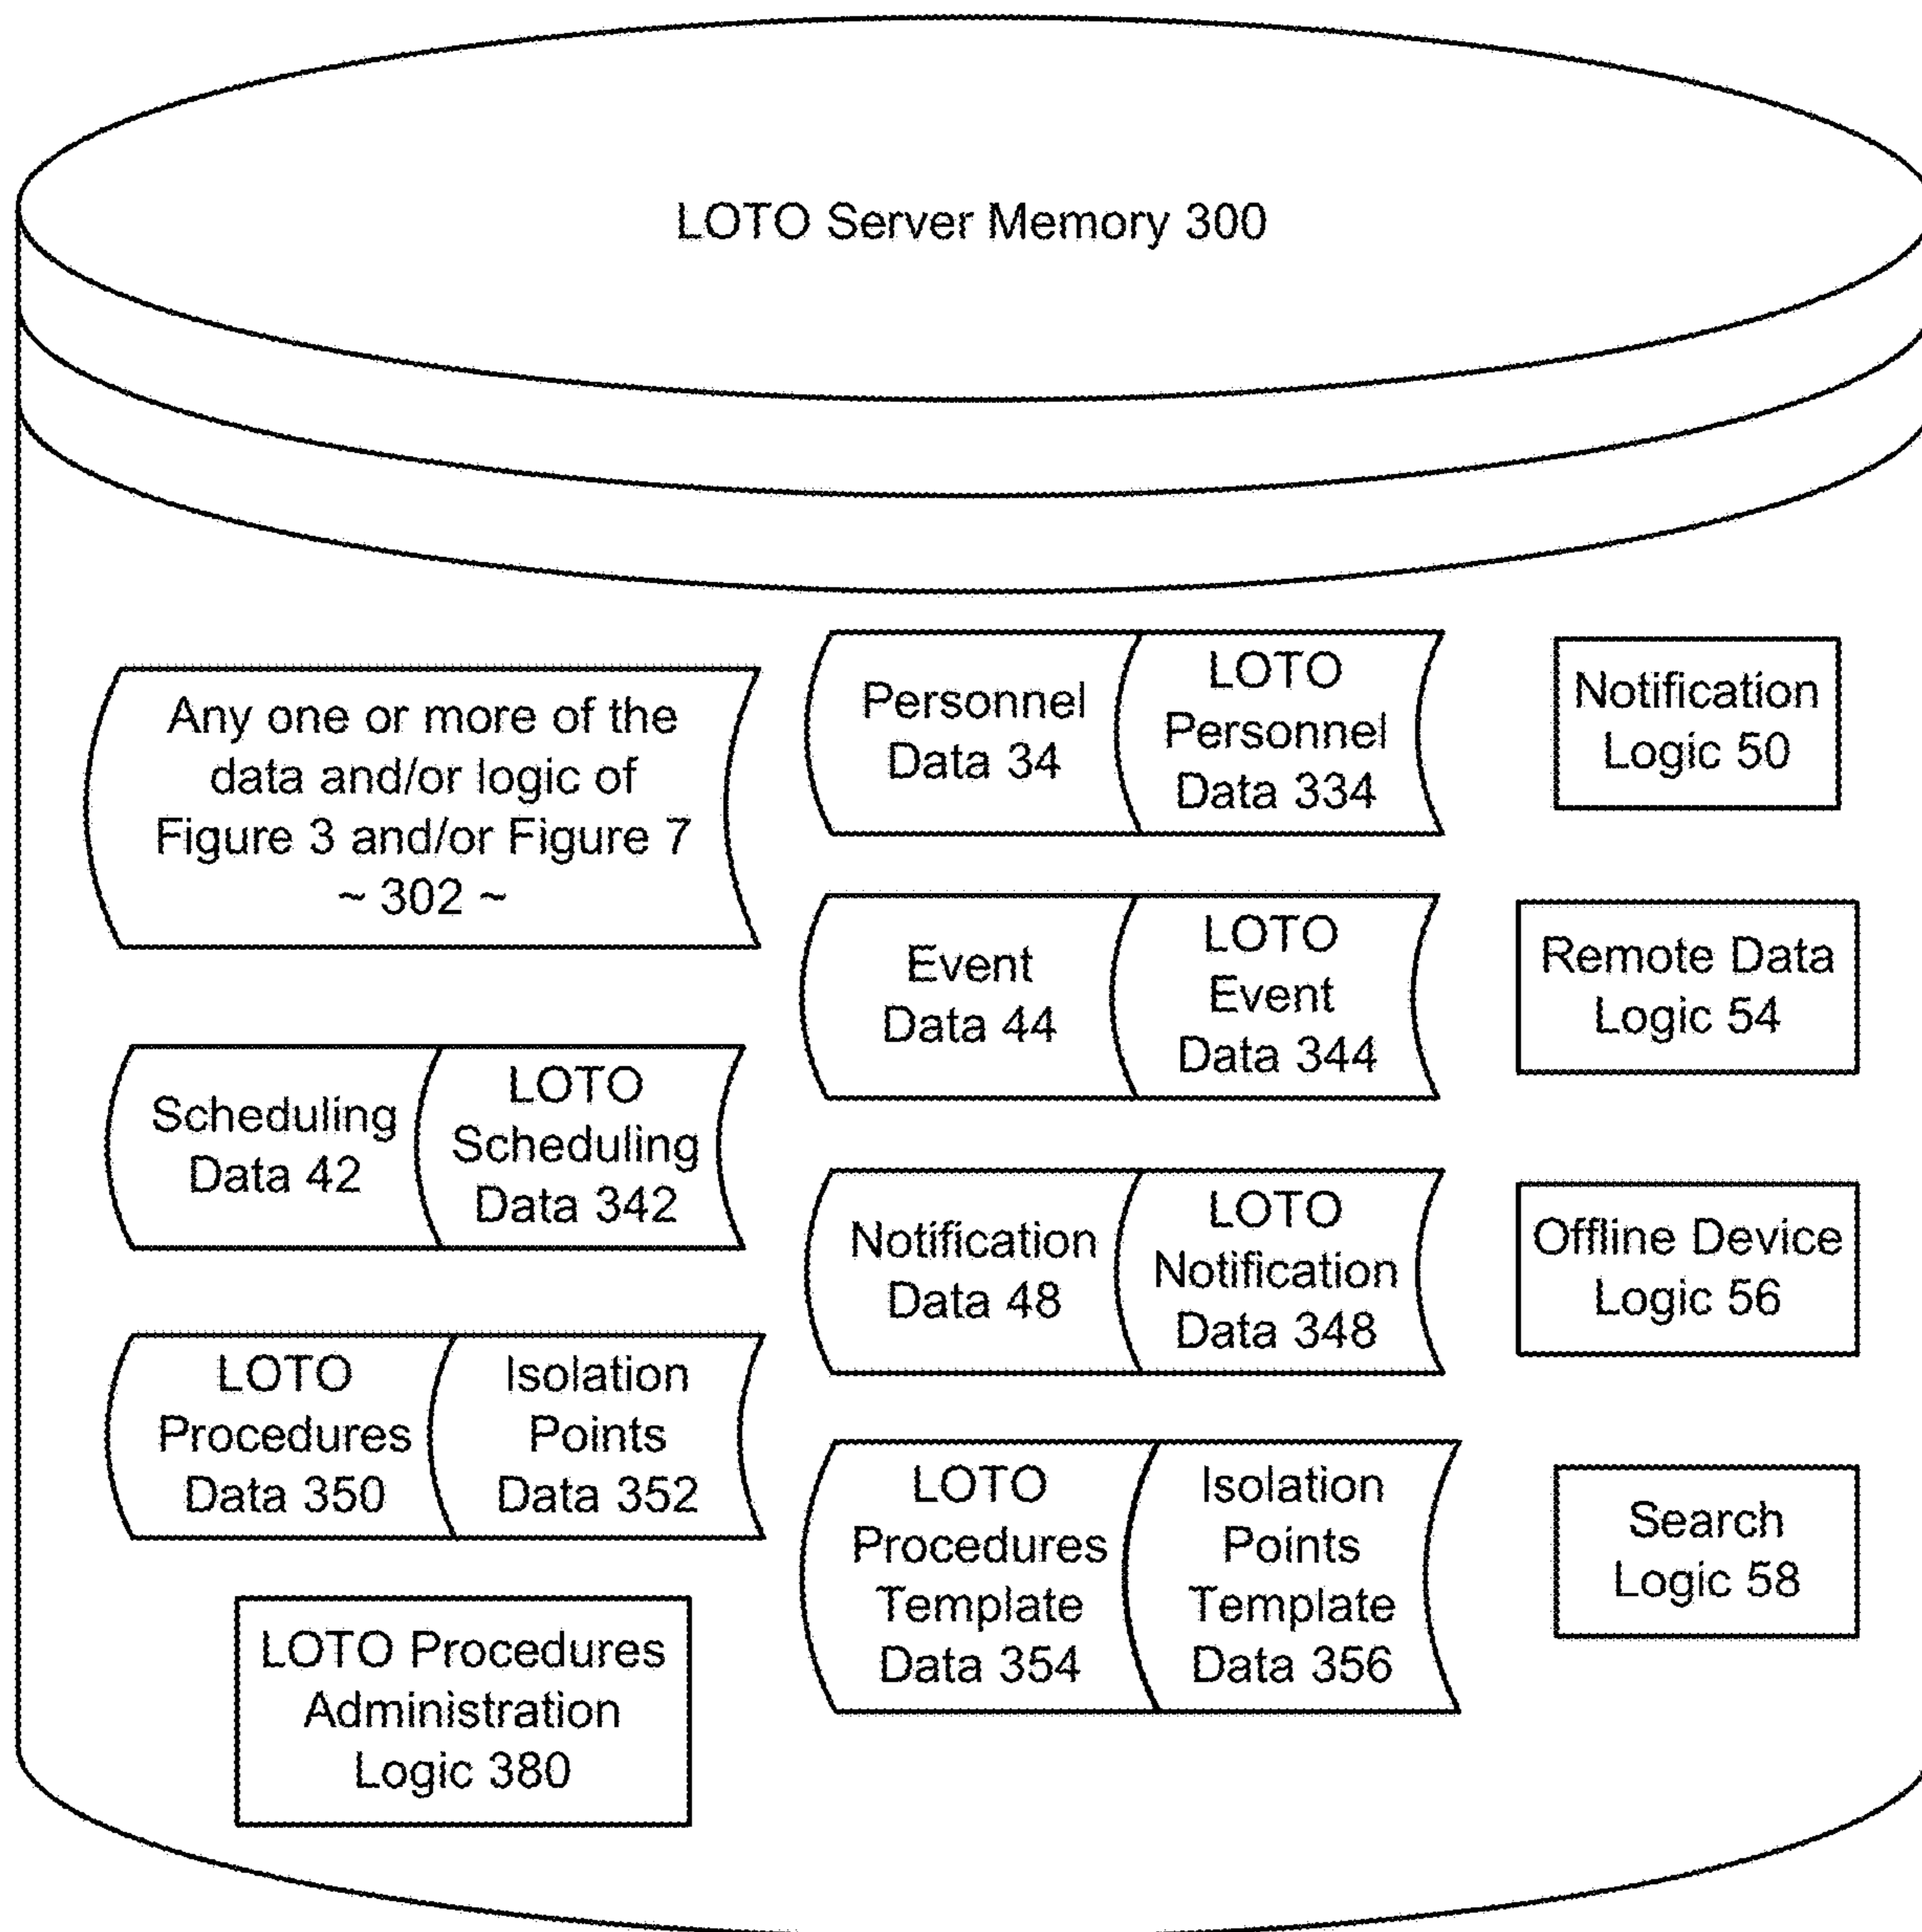 LOTO Server Memory 300
Any one or more of the
data and/or logic of
Figure 3 and/or Figure 7
~ 302 ~
Scheduling
Data 42
LOTO
Scheduling
Data 342
LOTO
Procedures
Data 350
Isolation
Points
Data 352
LOTO Procedures
Administration
Logic 380
Personnel
Data 34
LOTO
Personnel
Data 334
Event
Data 44
LOTO
Event
Data 344
Notification
Data 48
LOTO
Notification
Data 348
LOTO
Procedures
Template
Data 354
Isolation
Points
Template
Data 356
Notification
Logic 50
Remote Data
Logic 54
Offline Device
Logic 56
Search
Logic 58